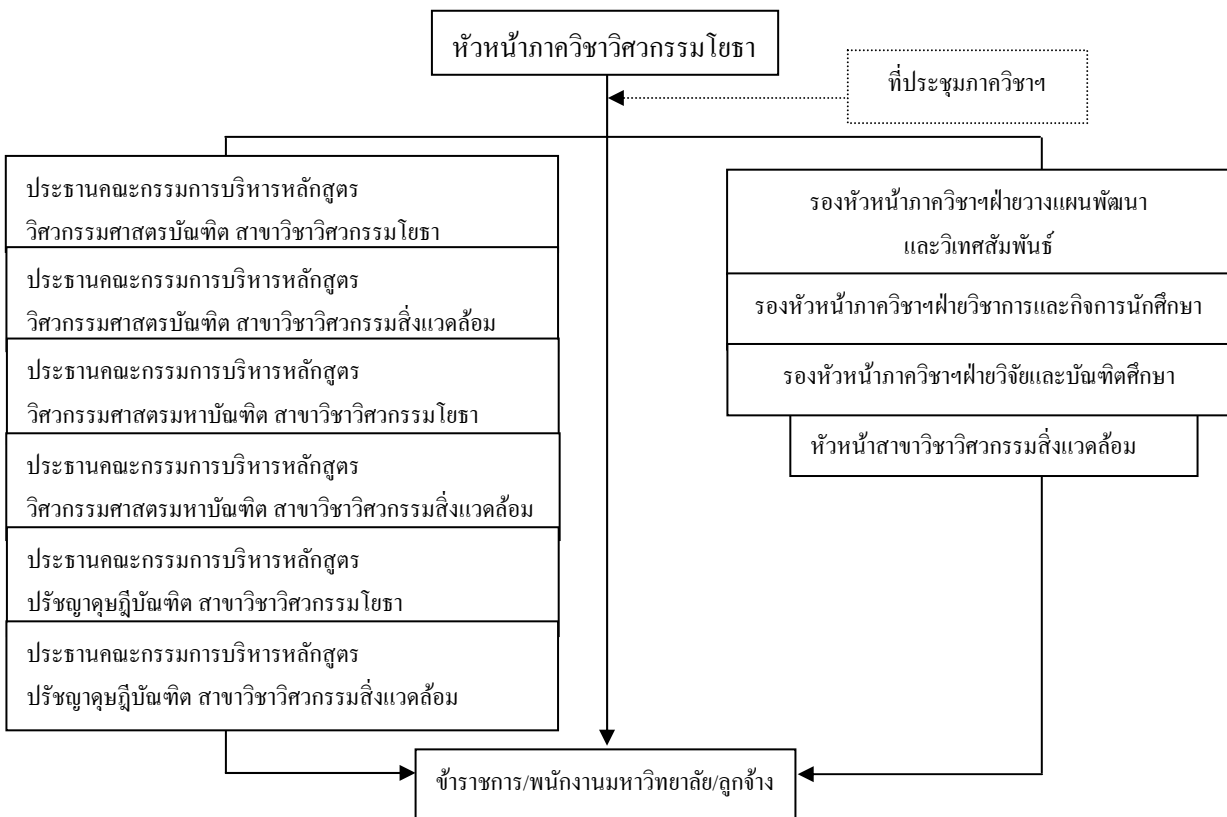 หัวหน้าภาควิชาวิศวกรรมโยธา
ที่ประชุมภาควิชาฯ
ประธานคณะกรรมการบริหารหลักสูตร
วิศวกรรมศาสตรบัณฑิต สาขาวิชาวิศวกรรมโยธา
ประธานคณะกรรมการบริหารหลักสูตร
วิศวกรรมศาสตรบัณฑิต สาขาวิชาวิศวกรรมสิ่งแวดล้อม
ประธานคณะกรรมการบริหารหลักสูตร
วิศวกรรมศาสตรมหาบัณฑิต สาขาวิชาวิศวกรรมโยธา
ประธานคณะกรรมการบริหารหลักสูตร
วิศวกรรมศาสตรมหาบัณฑิต สาขาวิชาวิศวกรรมสิ่งแวดล้อม
ประธานคณะกรรมการบริหารหลักสูตร
ปรัชญาดุษฎีบัณฑิต สาขาวิชาวิศวกรรมโยธา
ประธานคณะกรรมการบริหารหลักสูตร
ปรัชญาดุษฎีบัณฑิต สาขาวิชาวิศวกรรมสิ่งแวดล้อม
รองหัวหน้าภาควิชาฯฝ่ายวางแผนพัฒนา
และวิเทศสัมพันธ์
รองหัวหน้าภาควิชาฯฝ่ายวิชาการและกิจการนักศึกษา
รองหัวหน้าภาควิชาฯฝ่ายวิจัยและบัณฑิตศึกษา
หัวหน้าสาขาวิชาวิศวกรรมสิ่งแวดล้อม
ข้าราชการ/พนักงานมหาวิทยาลัย/ลูกจ้าง